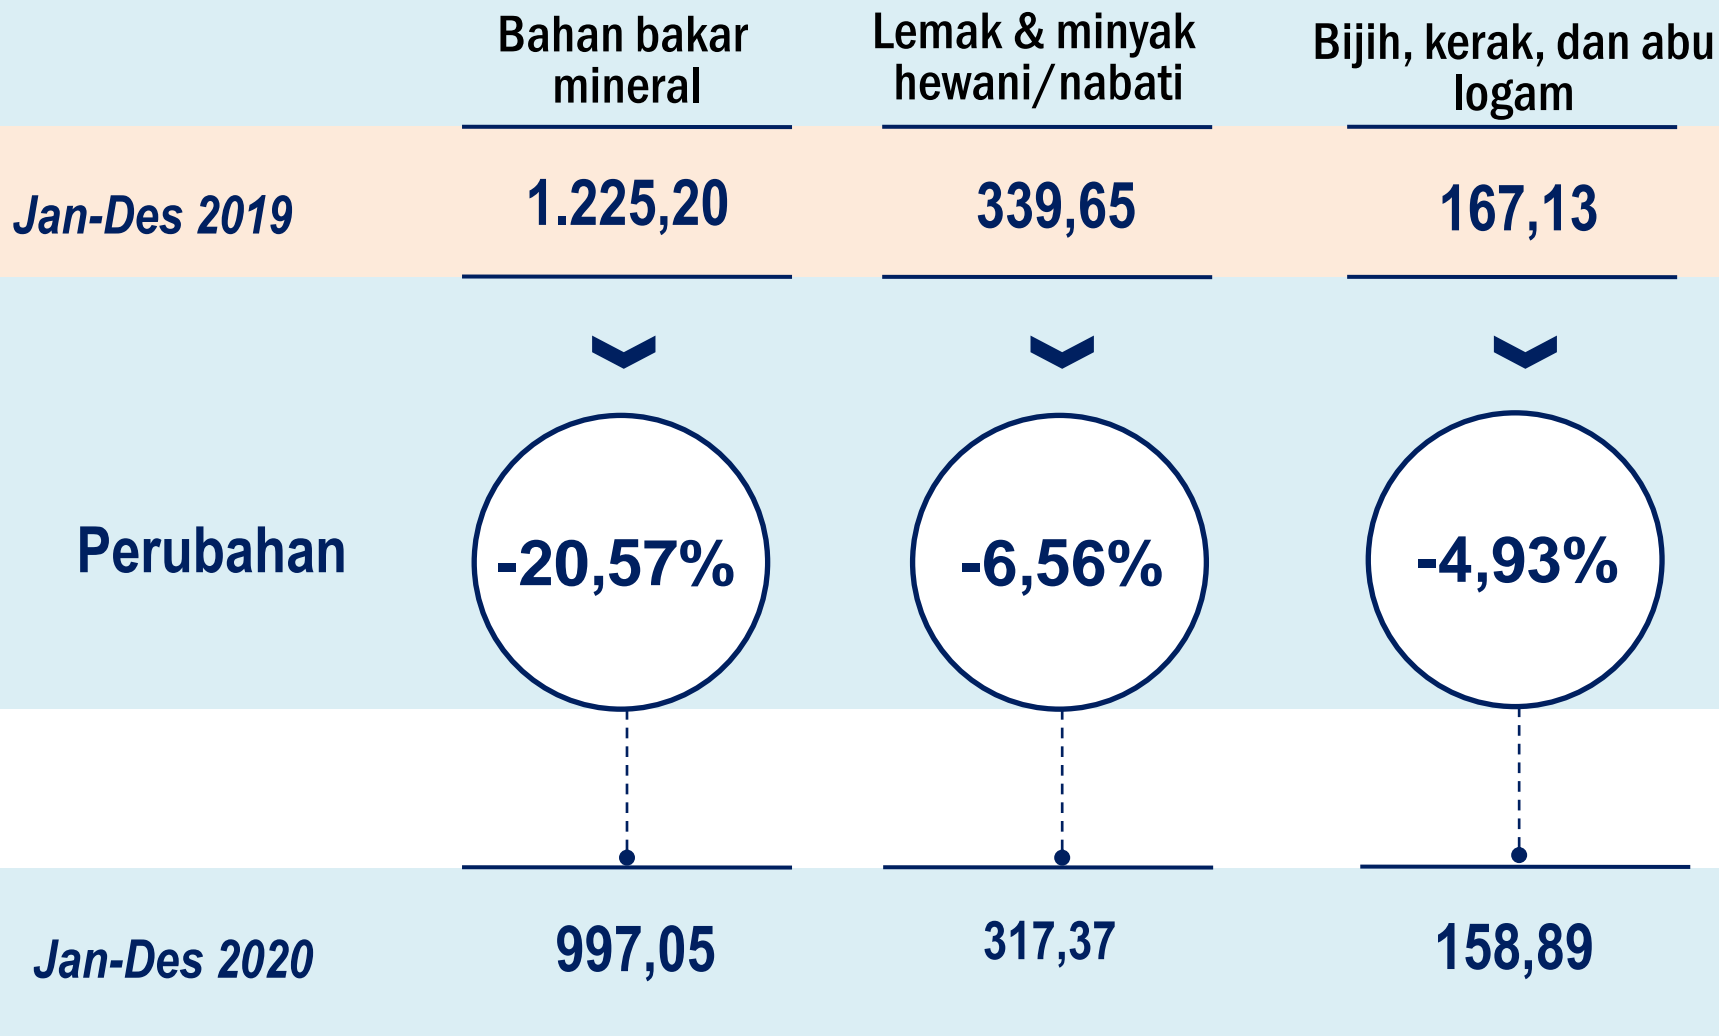 Bahan bakar
mineral
Lemak & minyak
hewani/nabati
Bijih, kerak, dan abu
logam
Jan-Des 2019
1.225,20
339,65
167,13
Perubahan
-20,57%
-6,56%
-4,93%
Jan-Des 2020
997,05
317,37
158,89